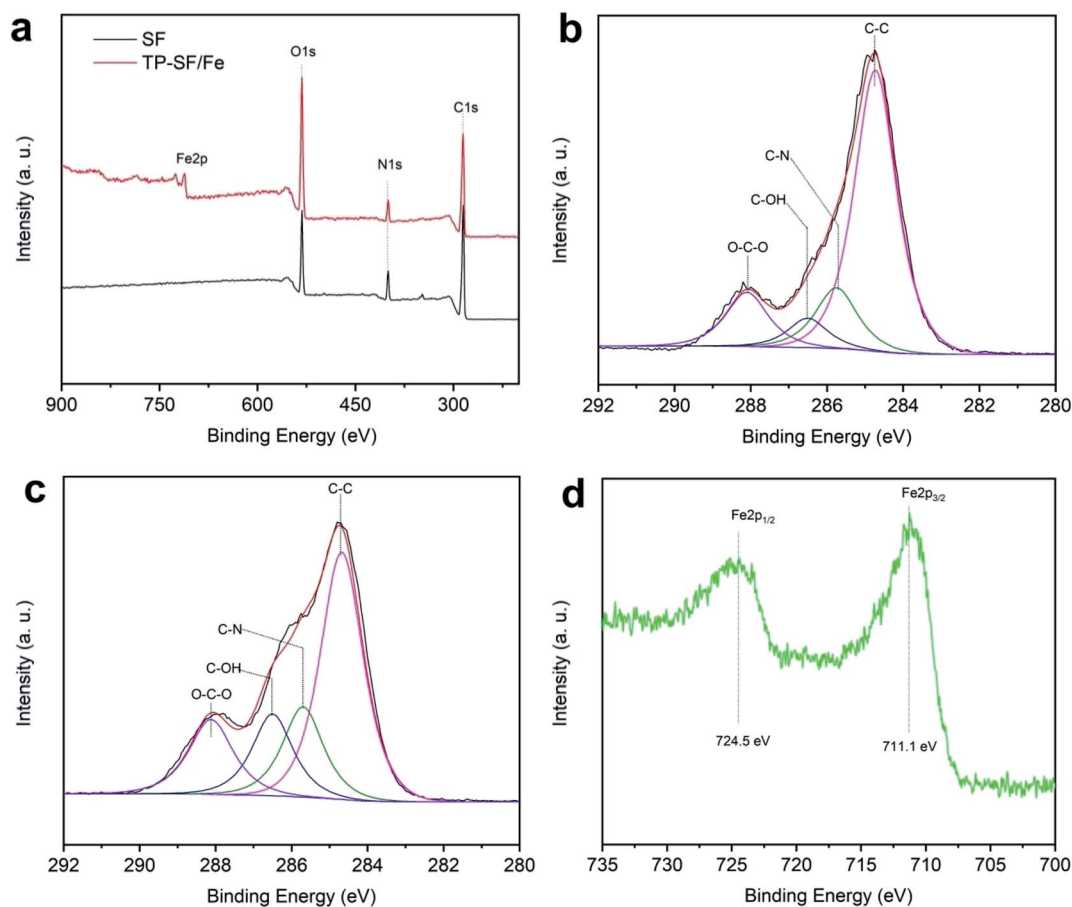 a
SF
TP-SF/Fe
O1s
C1s
N1s
Fe2p
Intensity (a. u.)
900 750 600 450 300
Binding Energy (eV)
b
C-C
C-N
C-OH
O-C-O
Intensity (a. u.)
292 290 288 286 284 282 280
Binding Energy (eV)
c
C-C
C-N
C-OH
O-C-O
Intensity (a. u.)
292 290 288 286 284 282 280
Binding Energy (eV)
d
Fe2p3/2
Fe2p1/2
724.5 eV
711.1 eV
Intensity (a. u.)
735 730 725 720 715 710 705 700
Binding Energy (eV)